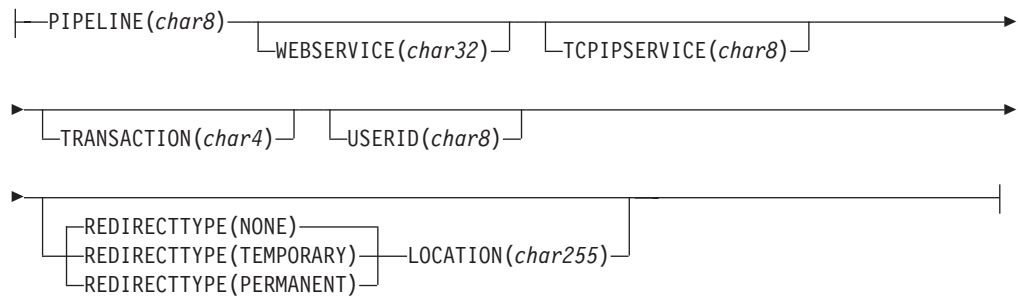 PIPELINE(char8)
WEBSERVICE(char32) TCPIPSERVICE(char8)
TRANSACTION(char4) USERID(char8)
REDIRECTTYPE(NONE)
REDIRECTTYPE(TEMPORARY) LOCATION(char255)
REDIRECTTYPE(PERMANENT)